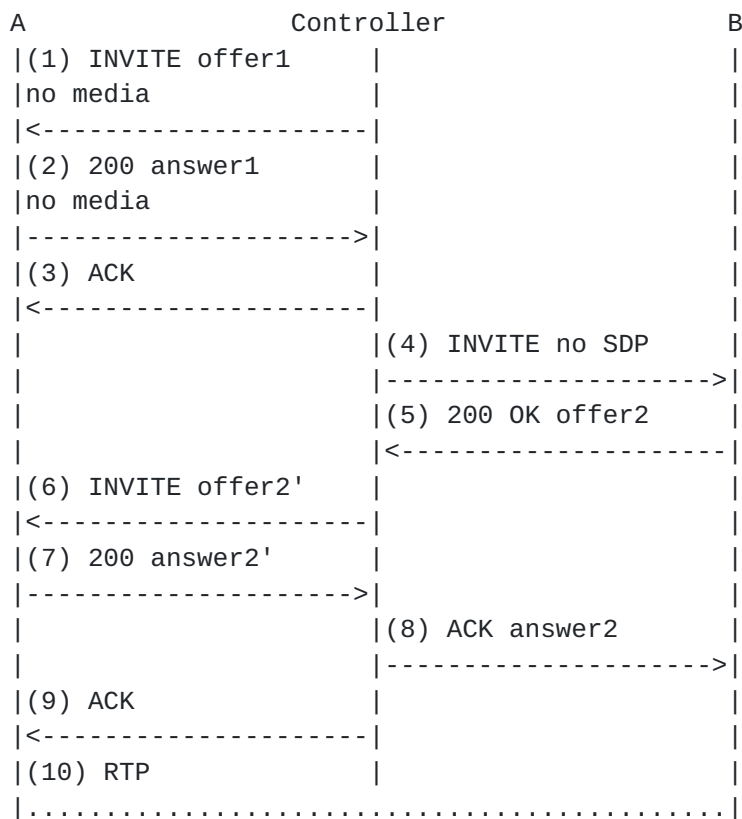 A                 Controller                  B
|(1) INVITE offer1     |                      |
|no media              |                      |
|<---------------------|                      |
|(2) 200 answer1       |                      |
|no media              |                      |
|--------------------->|                      |
|(3) ACK               |                      |
|<---------------------|                      |
|                      |(4) INVITE no SDP     |
|                      |--------------------->|
|                      |(5) 200 OK offer2     |
|                      |<---------------------|
|(6) INVITE offer2'    |                      |
|<---------------------|                      |
|(7) 200 answer2'      |                      |
|--------------------->|                      |
|                      |(8) ACK answer2       |
|                      |--------------------->|
|(9) ACK               |                      |
|<---------------------|                      |
|(10) RTP              |                      |
|.............................................|